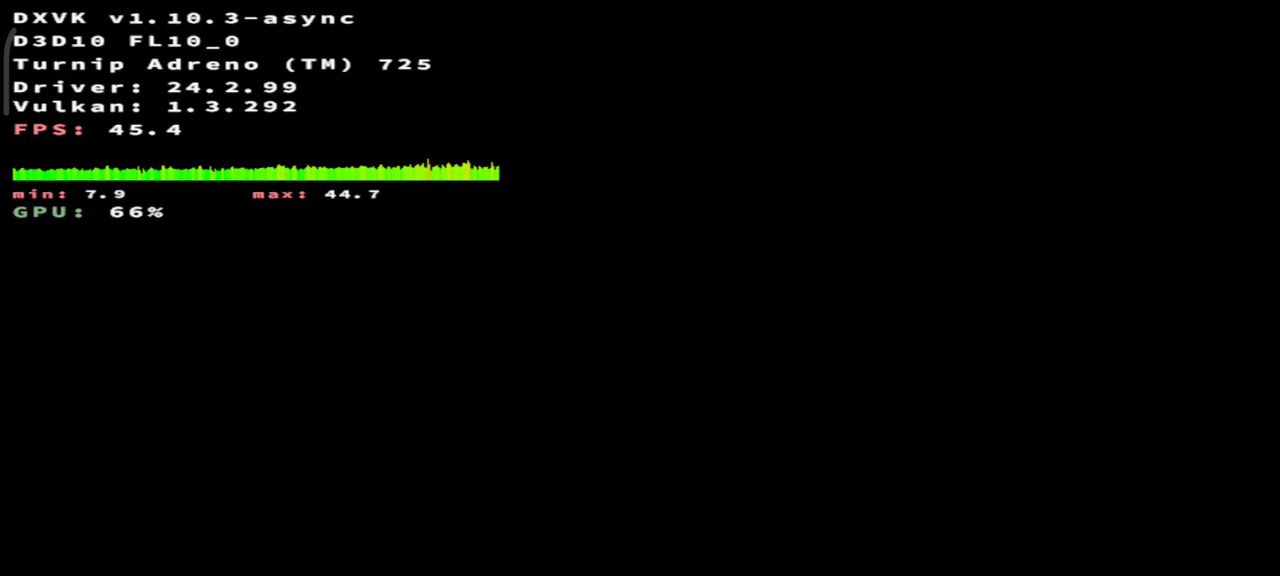 DXVK v1.10.3-async
D3D10 FL10_0
Turnip Adreno (TM) 725
Driver: 24.2.99
Vulkan: 1.3.292
FPS: 45.4
min: 7.9 max: 44.7
GPU: 66%